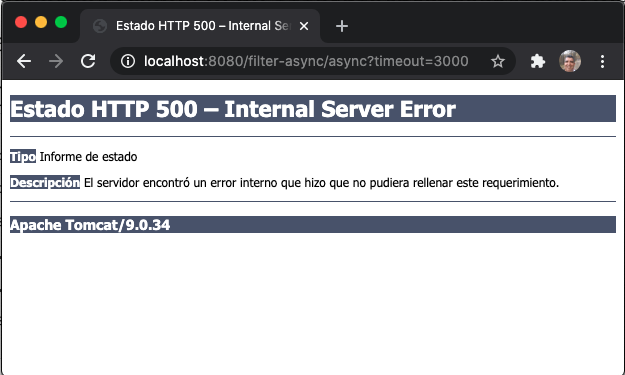 Estado HTTP 500 – Internal Se
localhost:8080/filter-async/async?timeout=3000
Estado HTTP 500 – Internal Server Error
Tipo Informe de estado
Descripción El servidor encontró un error interno que hizo que no pudiera rellenar este requerimiento.
Apache Tomcat/9.0.34